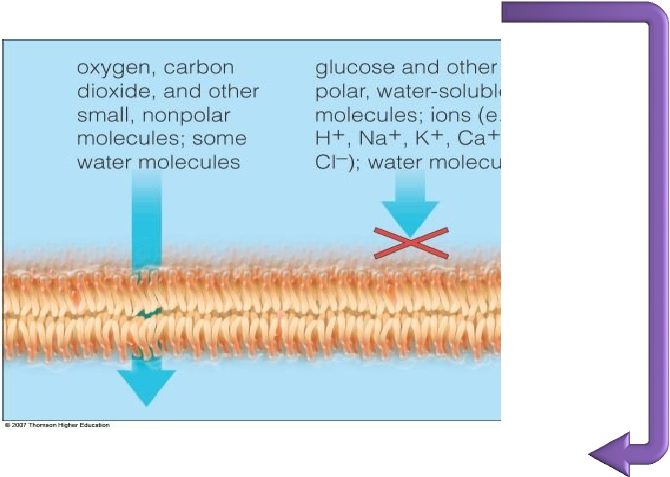 oxygen, carbon
dioxide, and other
small, nonpolar
molecules; some
water molecules
glucose and other
polar, water-soluble
molecules; ions (e.
H+, Na+, K+, Ca+
Cl–); water molecu
© 2007 Thomson Higher Education